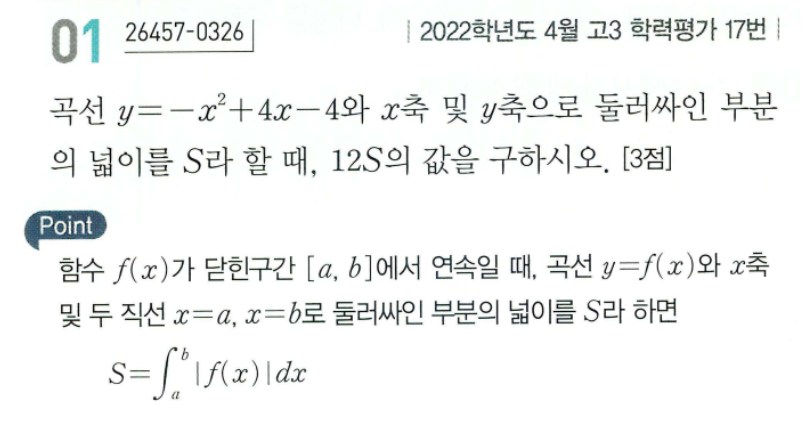 01 26457-0326 | 2022학년도 4월 고3 학력평가 17번 |
곡선 y=-x²+4x-4와 x축 및 y축으로 둘러싸인 부분
의 넓이를 S라 할 때, 12S의 값을 구하시오. [3점]
Point
함수 f(x)가 닫힌구간 [a, b]에서 연속일 때, 곡선 y=f(x)와 x축
및 두 직선 x=a, x=b로 둘러싸인 부분의 넓이를 S라 하면
S=∫ₐᵇ|f(x)|dx